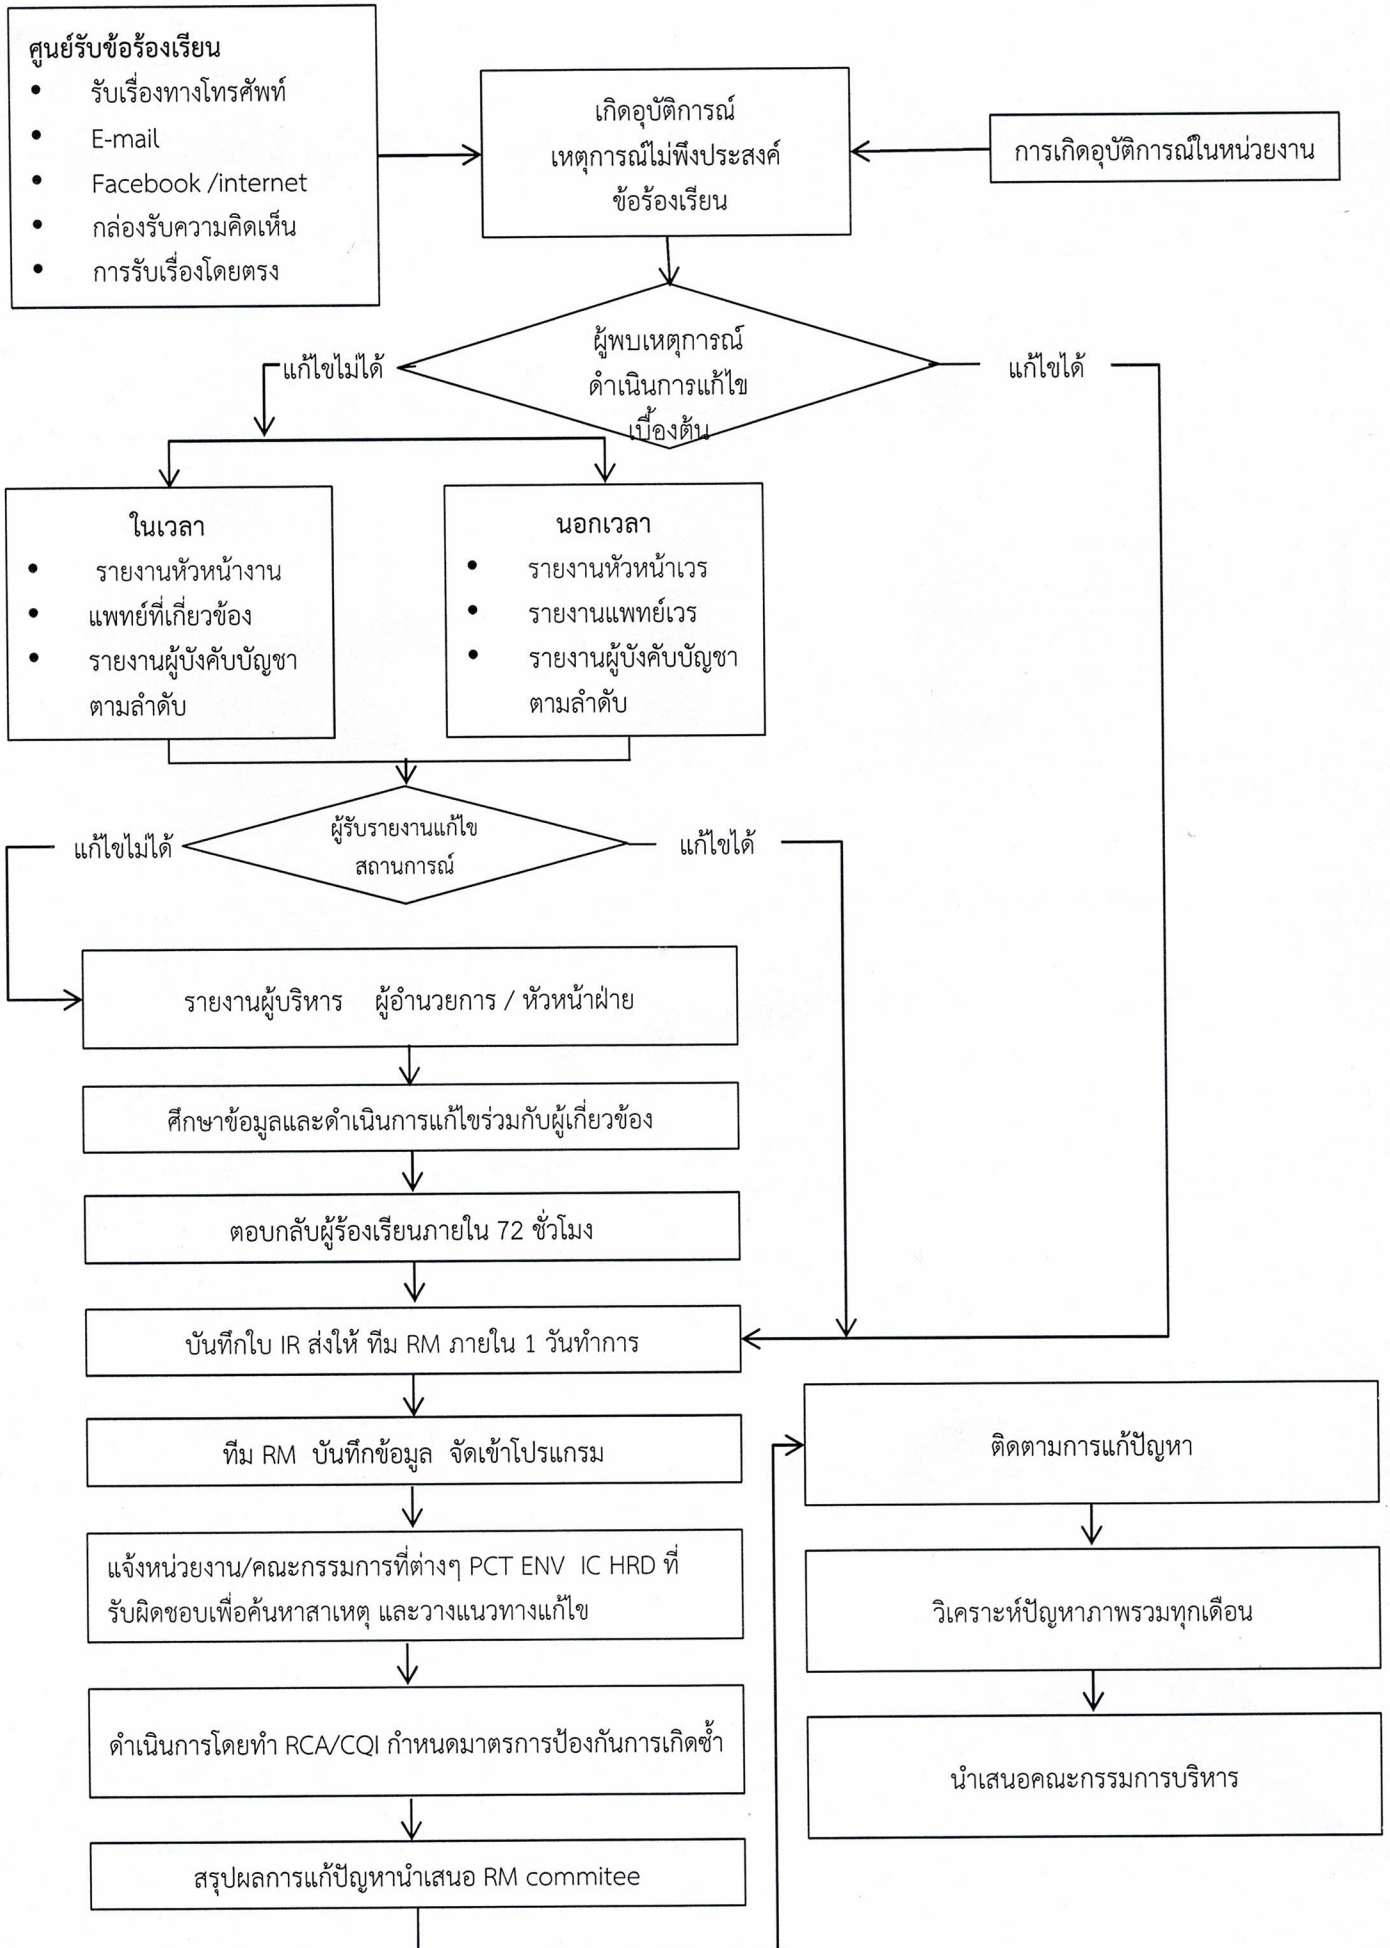 ศูนย์รับข้อร้องเรียน
• รับเรื่องทางโทรศัพท์
• E-mail
• Facebook /internet
• กล่องรับความคิดเห็น
• การรับเรื่องโดยตรง
เกิดอุบัติการณ์
เหตุการณ์ไม่พึงประสงค์
ข้อร้องเรียน
การเกิดอุบัติการณ์ในหน่วยงาน
ผู้พบเหตุการณ์
ดำเนินการแก้ไข
เบื้องต้น
แก้ไขไม่ได้
แก้ไขได้
ในเวลา
• รายงานหัวหน้างาน
• แพทย์ที่เกี่ยวข้อง
• รายงานผู้บังคับบัญชา
ตามลำดับ
นอกเวลา
• รายงานหัวหน้าเวร
• รายงานแพทย์เวร
• รายงานผู้บังคับบัญชา
ตามลำดับ
ผู้รับรายงานแก้ไข
สถานการณ์
แก้ไขไม่ได้
แก้ไขได้
รายงานผู้บริหาร ผู้อำนวยการ / หัวหน้าฝ่าย
ศึกษาข้อมูลและดำเนินการแก้ไขร่วมกับผู้เกี่ยวข้อง
ตอบกลับผู้ร้องเรียนภายใน 72 ชั่วโมง
บันทึกใบ IR ส่งให้ ทีม RM ภายใน 1 วันทำการ
ทีม RM บันทึกข้อมูล จัดเข้าโปรแกรม
แจ้งหน่วยงาน/คณะกรรมการที่ต่างๆ PCT ENV IC HRD ที่
รับผิดชอบเพื่อค้นหาสาเหตุ และวางแนวทางแก้ไข
ดำเนินการโดยทำ RCA/CQI กำหนดมาตรการป้องกันการเกิดซ้ำ
สรุปผลการแก้ปัญหานำเสนอ RM commitee
ติดตามการแก้ปัญหา
วิเคราะห์ปัญหาภาพรวมทุกเดือน
นำเสนอคณะกรรมการบริหาร